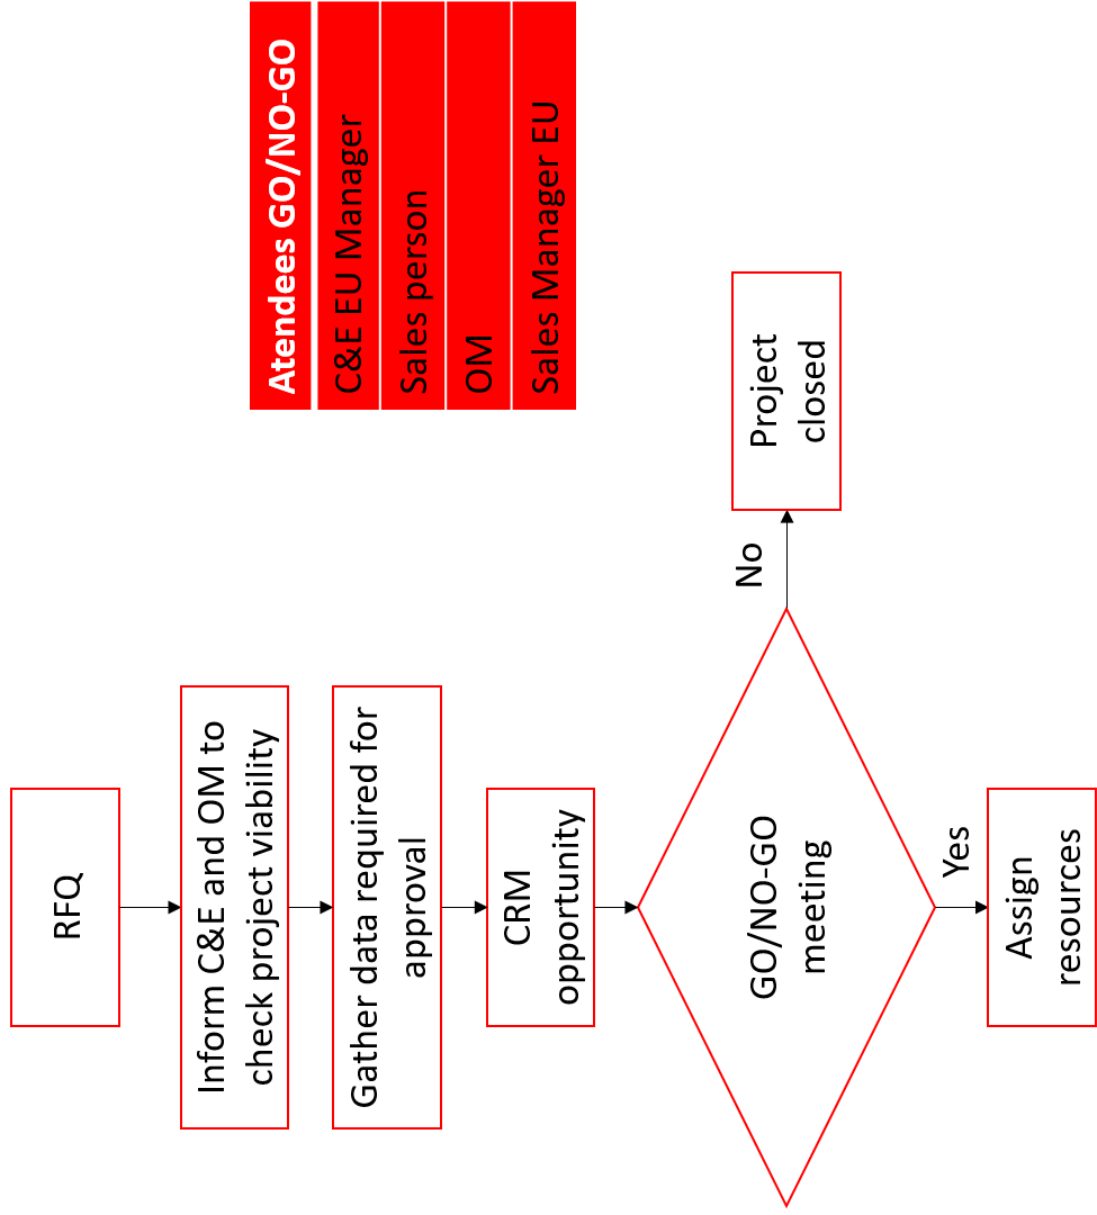 RFQ
Inform C&E and OM to
check project viability
Gather data required for
approval
CRM
opportunity
GO/NO-GO
meeting
Yes
Assign
resources
No
Project
closed
Atendees GO/NO-GO
C&E EU Manager
Sales person
OM
Sales Manager EU